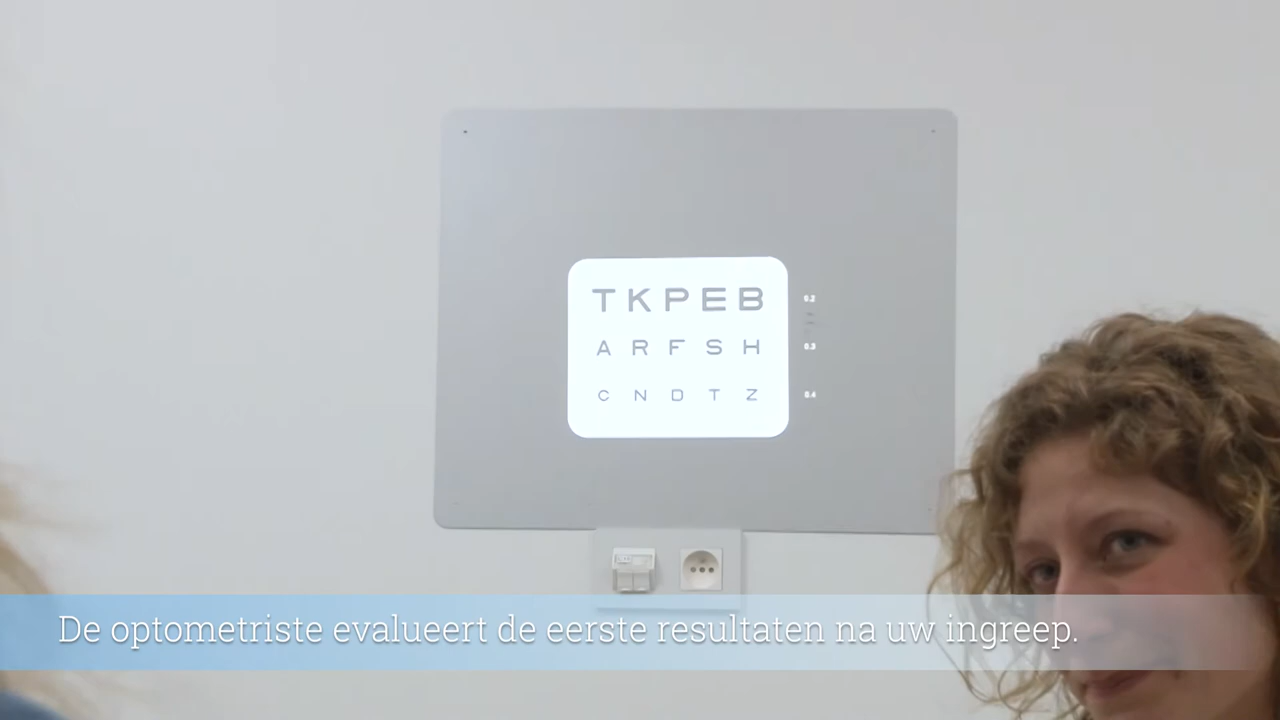 TKPEB 0.2
ARFSH 0.3
CNDTZ 0.4
De optometriste evalueert de eerste resultaten na uw ingreep.